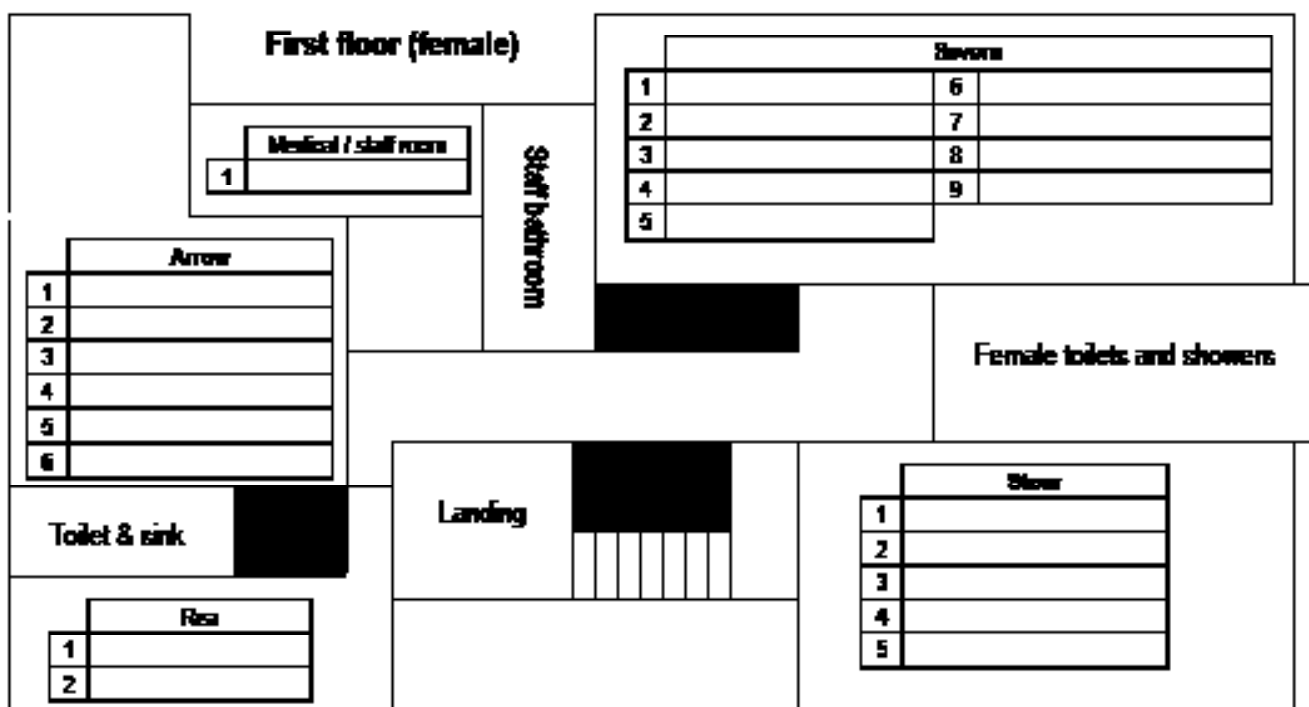 First floor (female)
Severn
1
6
2
7
3
8
4
9
5
Medical / staff room
1
Staff bathroom
Arrow
1
2
3
4
5
6
Female toilets and showers
Toilet & sink
Landing
Stour
1
2
3
4
5
Rea
1
2